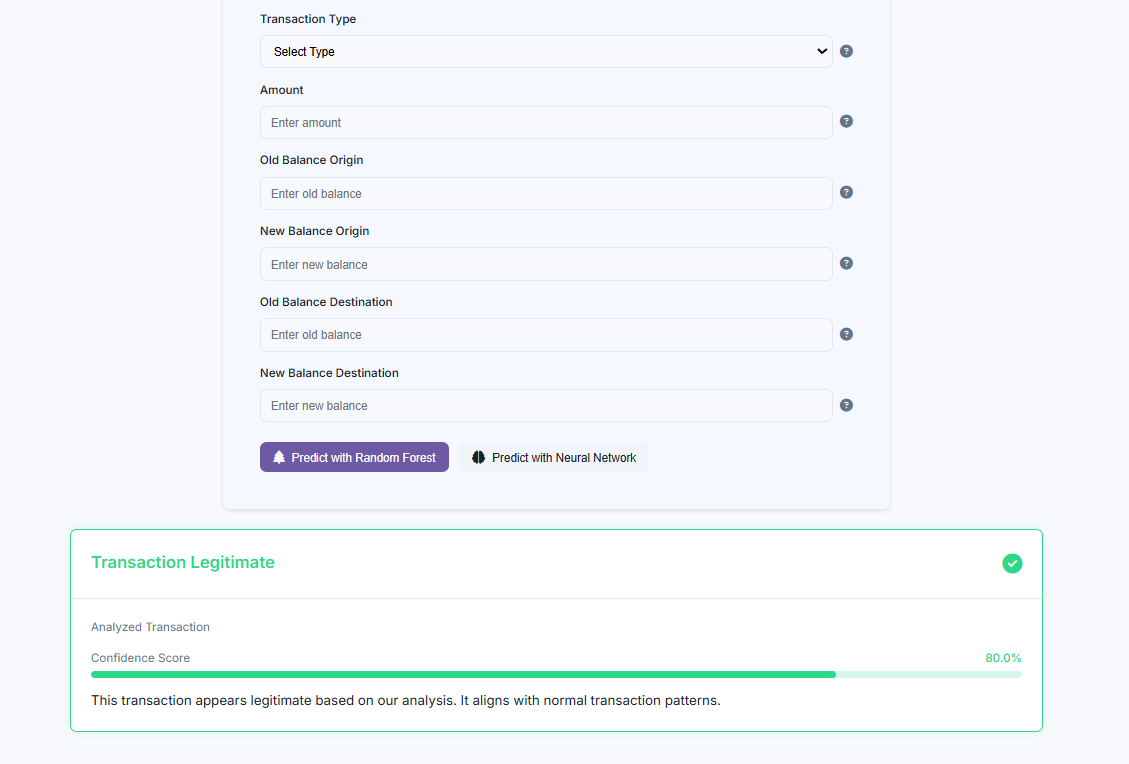 Transaction Type
Select Type
?
Amount
Enter amount
?
Old Balance Origin
Enter old balance
?
New Balance Origin
Enter new balance
?
Old Balance Destination
Enter old balance
?
New Balance Destination
Enter new balance
?
Predict with Random Forest Predict with Neural Network
Transaction Legitimate
Analyzed Transaction
Confidence Score 80.0%
This transaction appears legitimate based on our analysis. It aligns with normal transaction patterns.